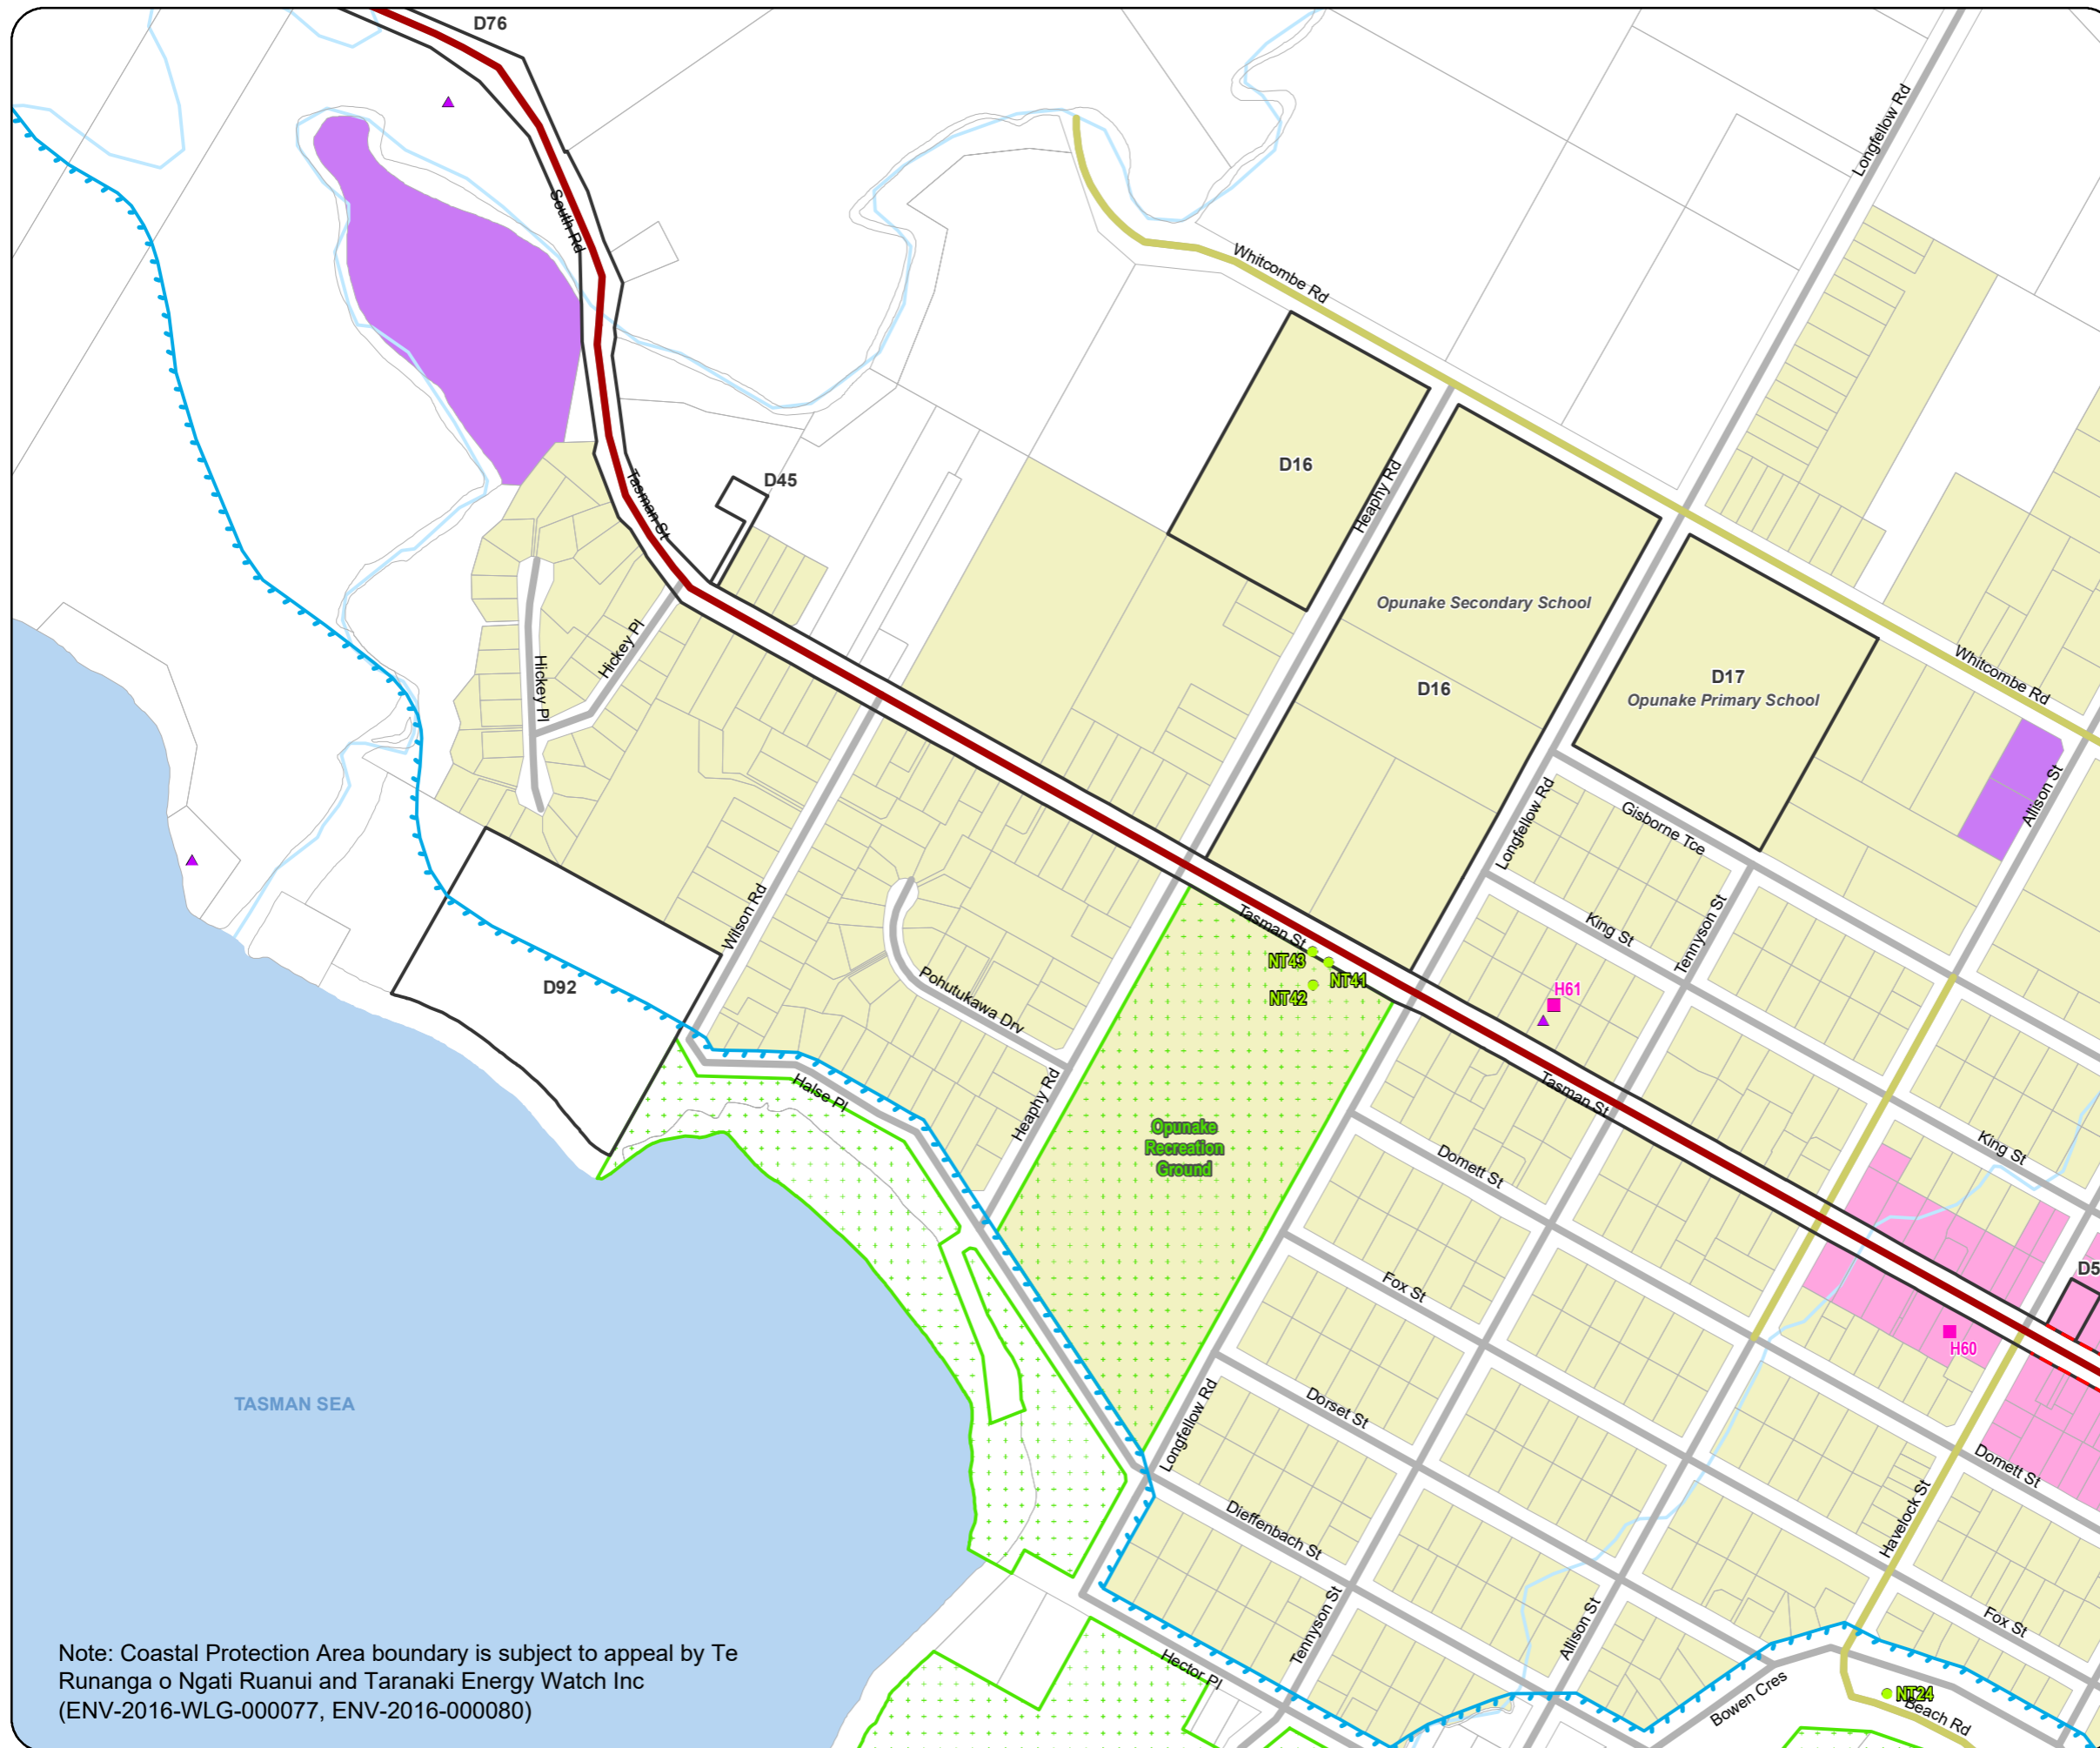 D76
Longfellow Rd
South Rd
Whitcombe Rd
D45
D16
Heaphy Rd
Tasman St
Opunake Secondary School
Hickey Pl
Hickey Pl
D16
D17
Opunake Primary School
Whitcombe Rd
Allison St
Gisborne Tce
Longfellow Rd
Wilson Rd
King St
Tennyson St
Tasman St
NT43
NT41
NT42
H61
D92
Pohutukawa Drv
Halse Pl
Heaphy Rd
Tasman St
Opunake
Recreation
Ground
Domett St
King St
D5
Fox St
H60
TASMAN SEA
Dorset St
Longfellow Rd
Domett St
Dieffenbach St
Havelock St
Tennyson St
Allison St
Fox St
Hector Pl
Bowen Cres
NT24
Beach Rd
Note: Coastal Protection Area boundary is subject to appeal by Te
Runanga o Ngati Ruanui and Taranaki Energy Watch Inc
(ENV-2016-WLG-000077, ENV-2016-000080)